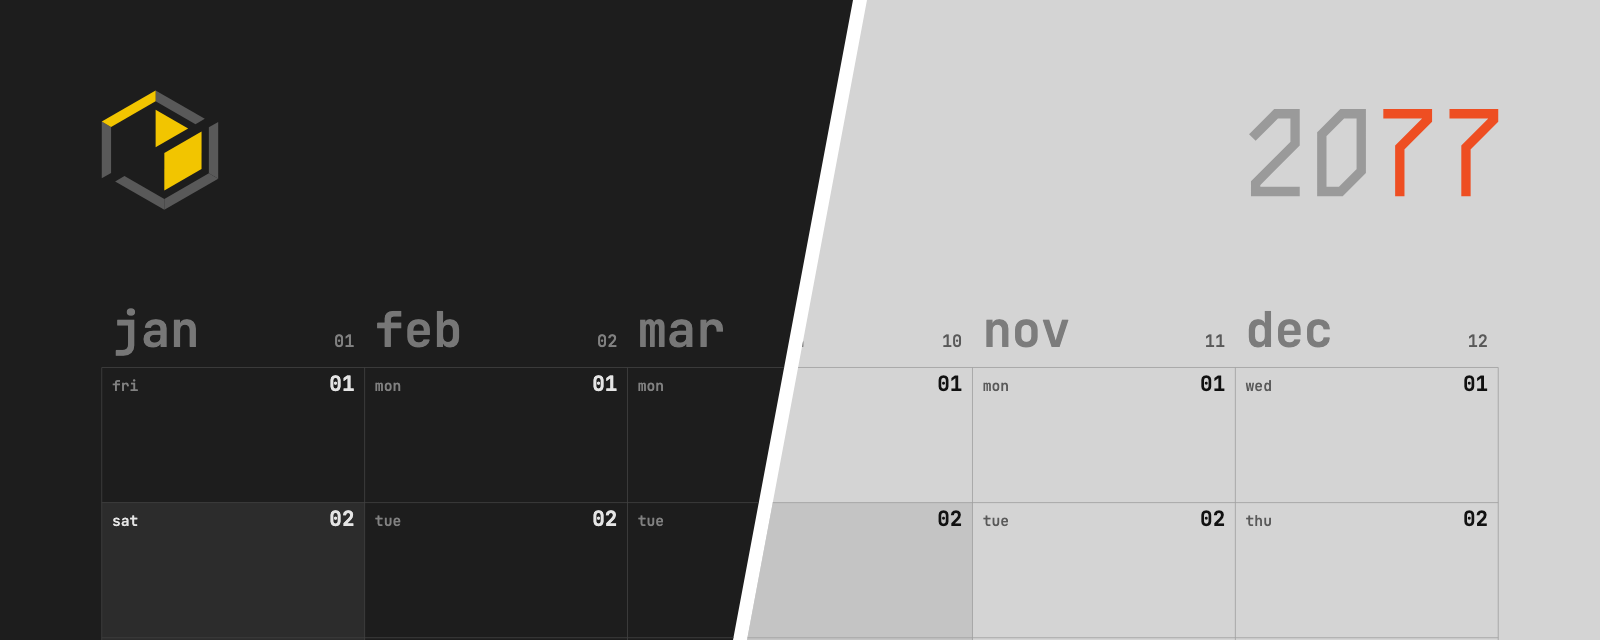 2077
jan 01 feb 02 mar 10 nov 11 dec 12
fri 01 mon 01 mon 01 mon 01 wed 01
sat 02 tue 02 tue 02 tue 02 thu 02